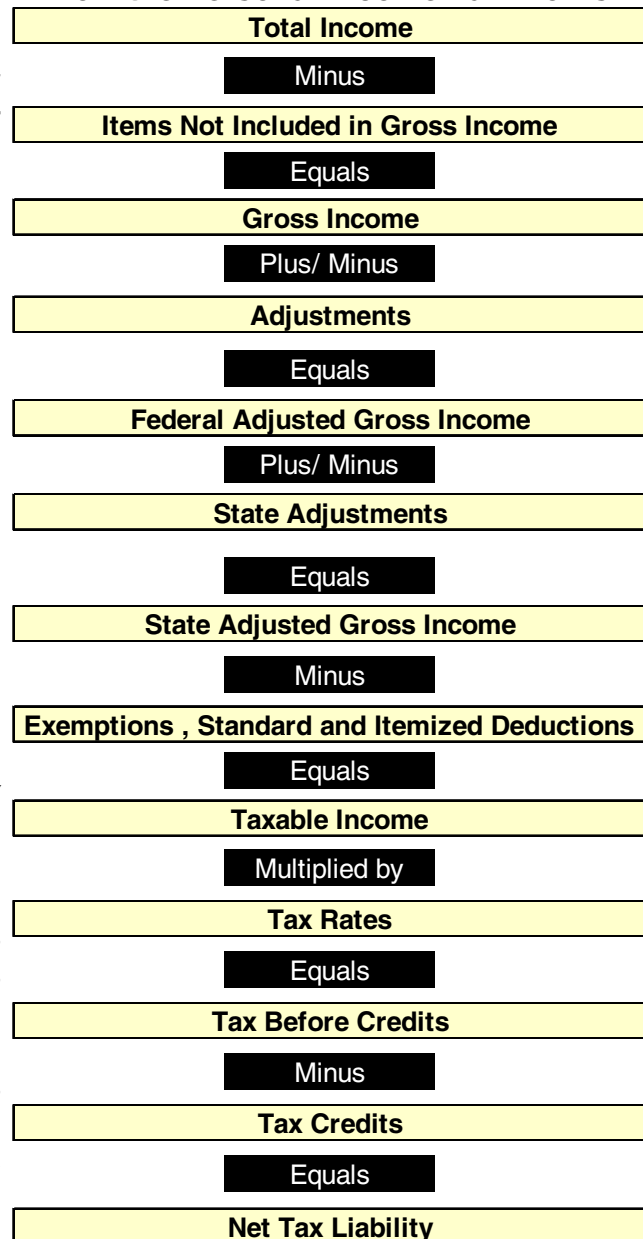 Total Income
Minus
Items Not Included in Gross Income
Equals
Gross Income
Plus/ Minus
Adjustments
Equals
Federal Adjusted Gross Income
Plus/ Minus
State Adjustments
Equals
State Adjusted Gross Income
Minus
Exemptions , Standard and Itemized Deductions
Equals
Taxable Income
Multiplied by
Tax Rates
Equals
Tax Before Credits
Minus
Tax Credits
Equals
Net Tax Liability